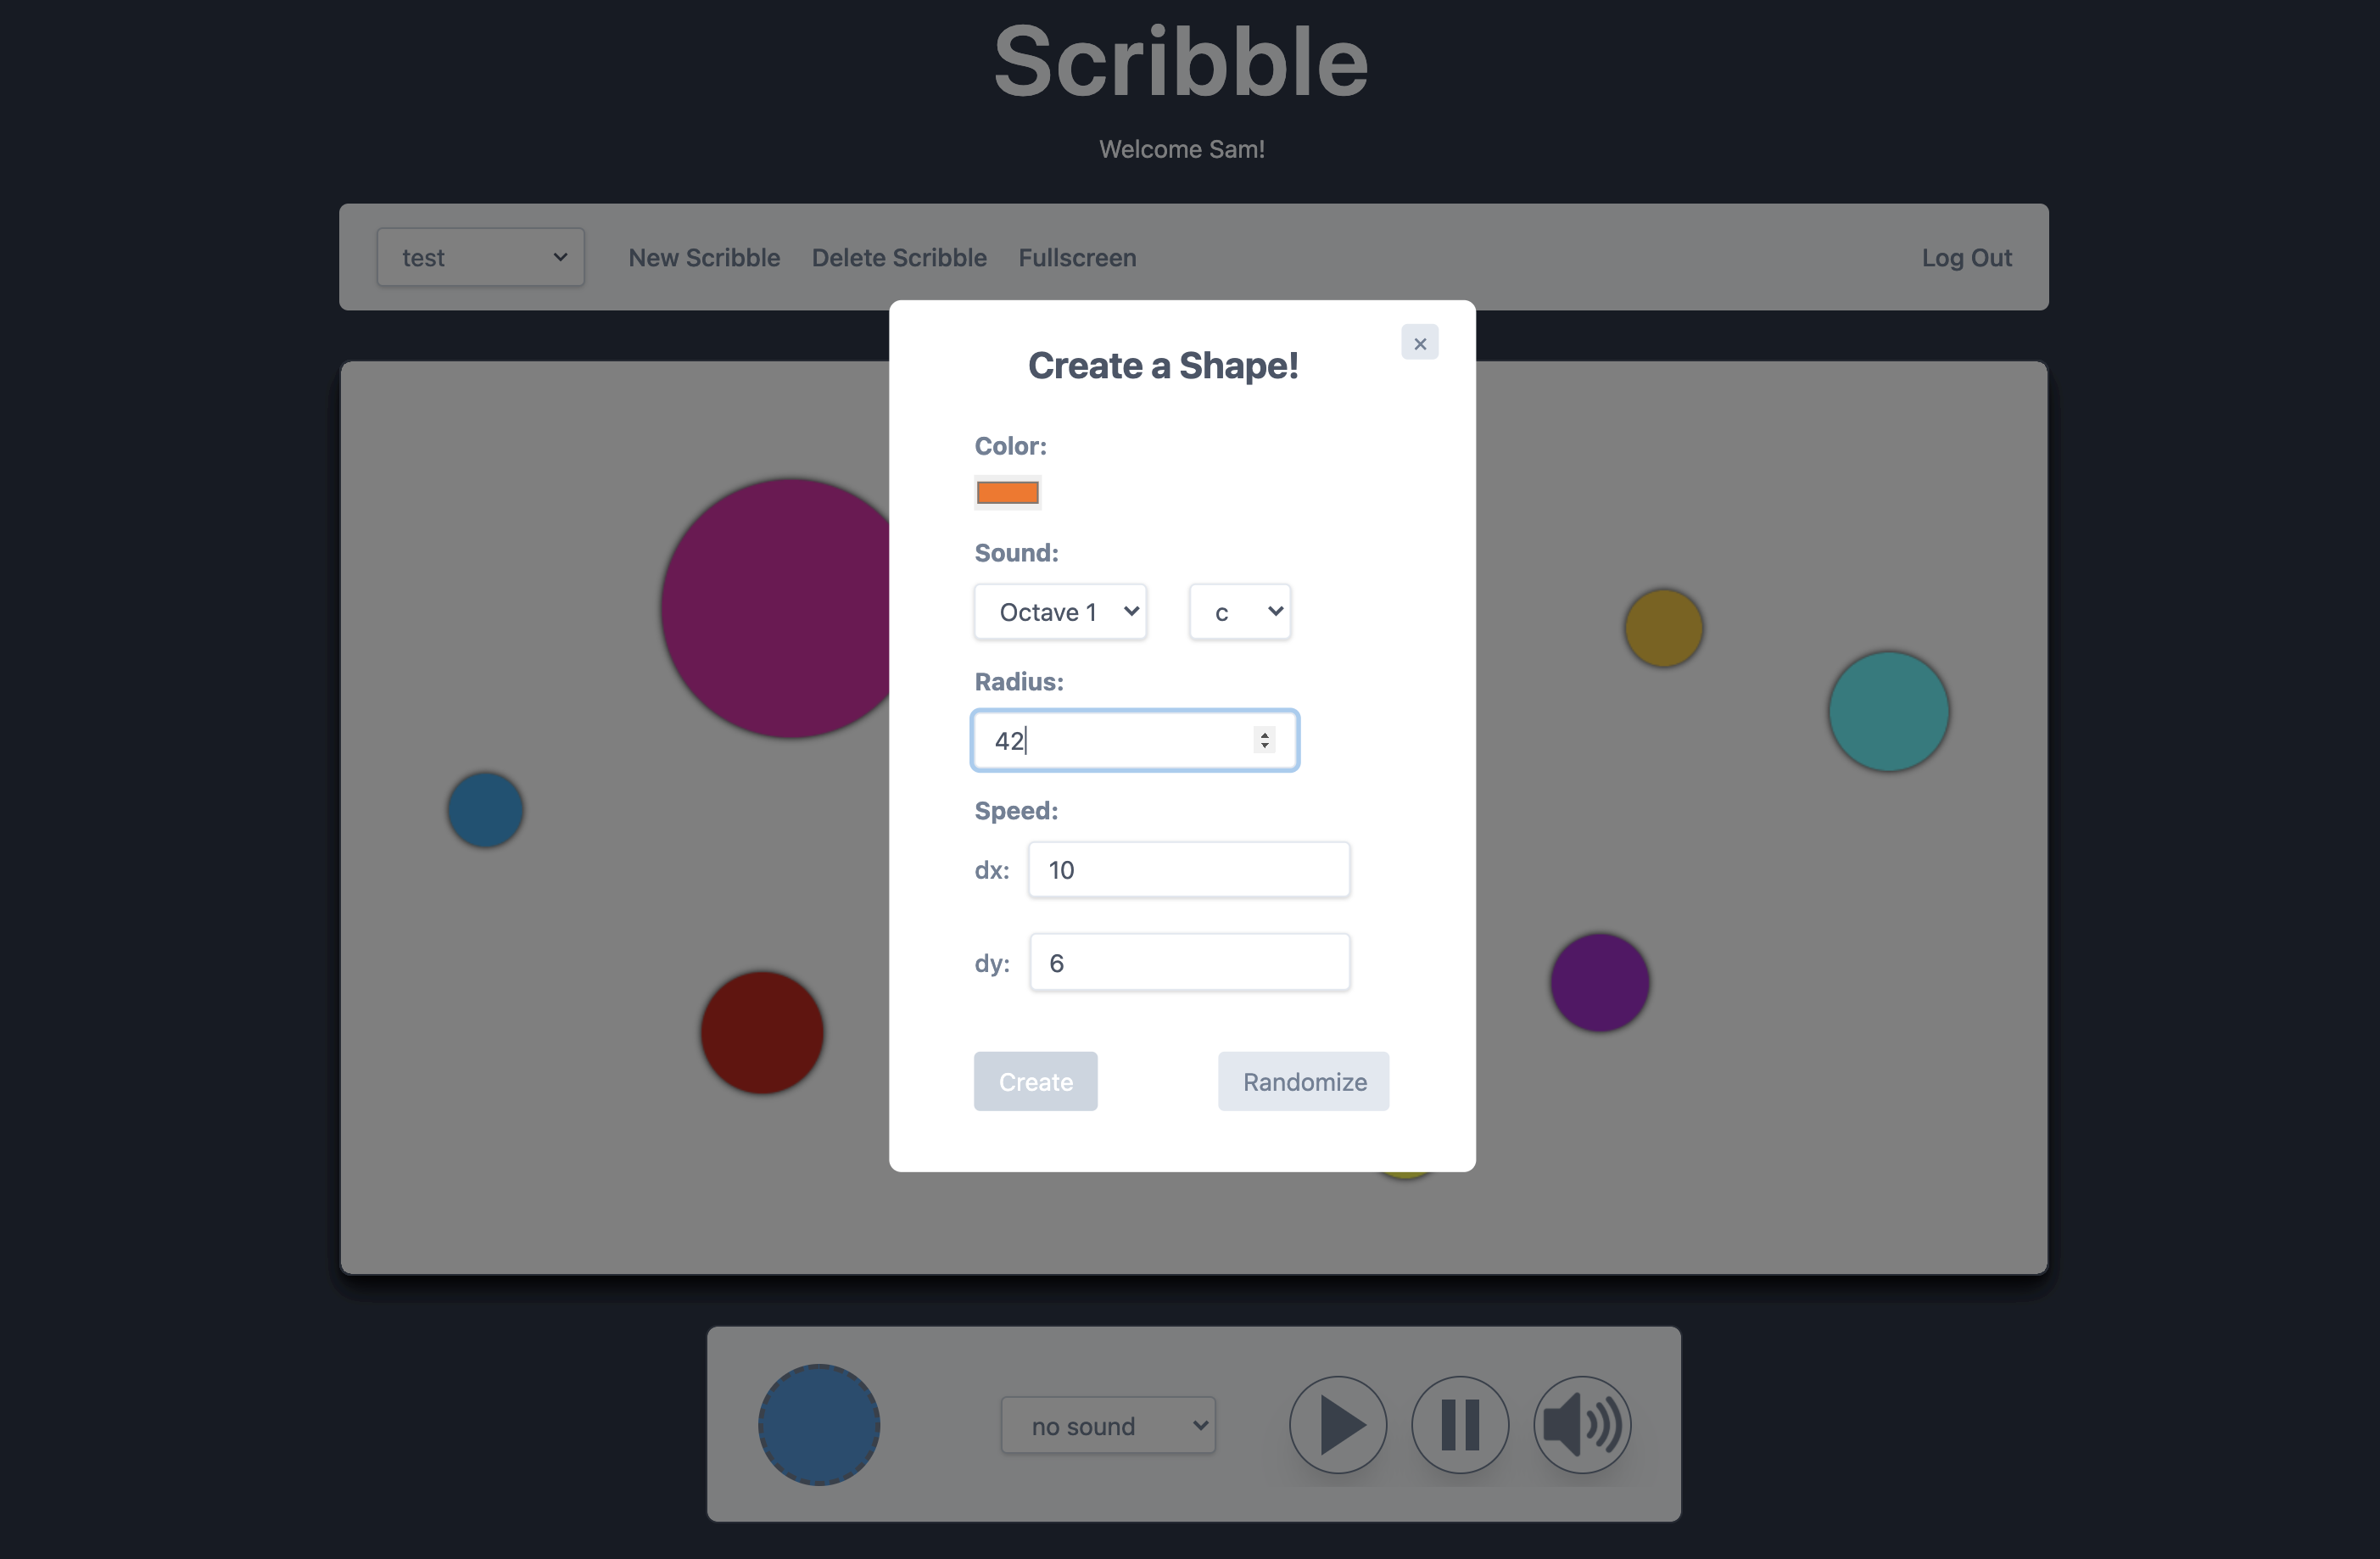 Scribble
Welcome Sam!
test New Scribble Delete Scribble Fullscreen Log Out
×
Create a Shape!
Color:
Sound:
Octave 1 c
Radius:
42
Speed:
dx: 10
dy: 6
Create Randomize
no sound